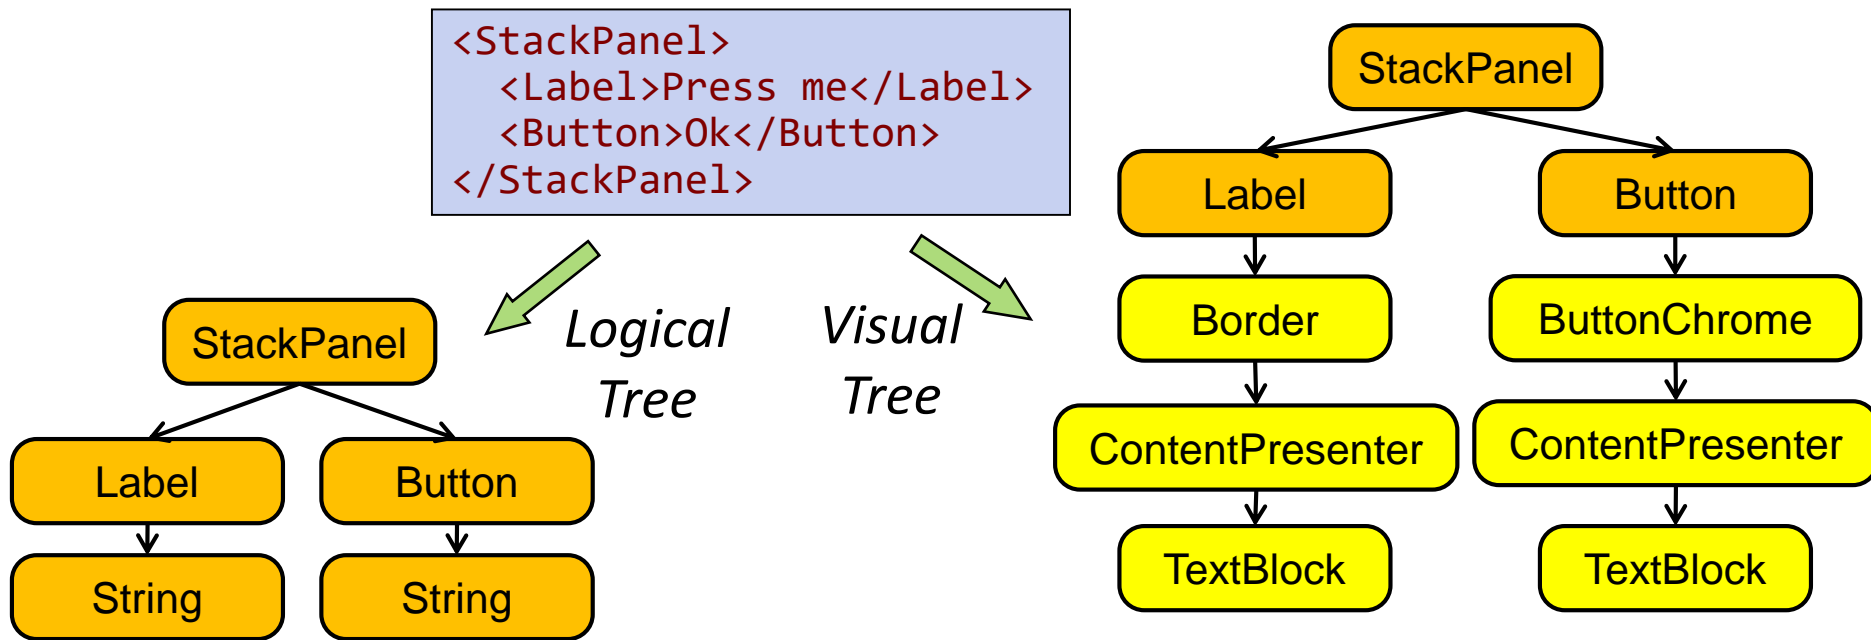 <StackPanel>
  <Label>Press me</Label>
  <Button>Ok</Button>
</StackPanel>
Logical
Tree
Visual
Tree
StackPanel
Label
Button
String
String
StackPanel
Label
Button
Border
ButtonChrome
ContentPresenter
ContentPresenter
TextBlock
TextBlock